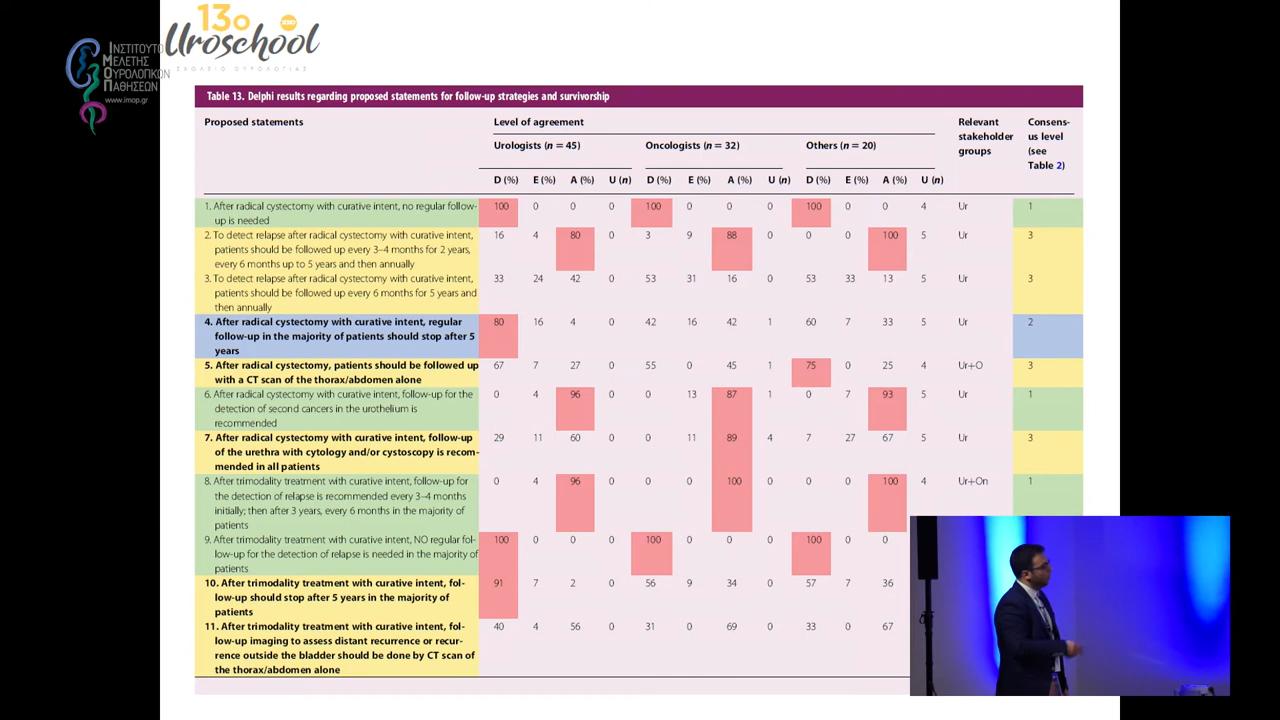 13ο
Uroschool
ΣΧΟΛΕΙΟ ΟΥΡΟΛΟΓΙΑΣ
ΙΝΣΤΙΤΟΥΤΟ
ΜΕΛΕΤΗΣ
ΟΥΡΟΛΟΓΙΚΩΝ
ΠΑΘΗΣΕΩΝ
www.imop.gr
Table 13. Delphi results regarding proposed statements for follow-up strategies and survivorship
Proposed statements Level of agreement Relevant stakeholder groups Consensus level (see Table 2)
Urologists (n = 45) Oncologists (n = 32) Others (n = 20)
D (%) E (%) A (%) U (n) D (%) E (%) A (%) U (n) D (%) E (%) A (%) U (n)
1. After radical cystectomy with curative intent, no regular follow- 100 0 0 0 100 0 0 0 100 0 0 4 Ur 1
up is needed
2. To detect relapse after radical cystectomy with curative intent, 16 4 80 0 3 9 88 0 0 0 100 5 Ur 3
patients should be followed up every 3–4 months for 2 years,
every 6 months up to 5 years and then annually
3. To detect relapse after radical cystectomy with curative intent, 33 24 42 0 53 31 16 0 53 33 13 5 Ur 3
patients should be followed up every 6 months for 5 years and
then annually
4. After radical cystectomy with curative intent, regular 80 16 4 0 42 16 42 1 60 7 33 5 Ur 2
follow-up in the majority of patients should stop after 5
years
5. After radical cystectomy, patients should be followed up 67 7 27 0 55 0 45 1 75 0 25 4 Ur+O 3
with a CT scan of the thorax/abdomen alone
6. After radical cystectomy with curative intent, follow-up for the 0 4 96 0 0 13 87 1 0 7 93 5 Ur 1
detection of second cancers in the urothelium is
recommended
7. After radical cystectomy with curative intent, follow-up 29 11 60 0 0 11 89 4 7 27 67 5 Ur 3
of the urethra with cytology and/or cystoscopy is recom-
mended in all patients
8. After trimodality treatment with curative intent, follow-up for 0 4 96 0 0 0 100 0 0 0 100 4 Ur+On 1
the detection of relapse is recommended every 3–4 months
initially; then after 3 years, every 6 months in the majority of
patients
9. After trimodality treatment with curative intent, NO regular fol- 100 0 0 0 100 0 0 0 100 0 0
low-up for the detection of relapse is needed in the majority of
patients
10. After trimodality treatment with curative intent, fol- 91 7 2 0 56 9 34 0 57 7 36
low-up should stop after 5 years in the majority of
patients
11. After trimodality treatment with curative intent, fol- 40 4 56 0 31 0 69 0 33 0 67
low-up imaging to assess distant recurrence or recur-
rence outside the bladder should be done by CT scan of
the thorax/abdomen alone